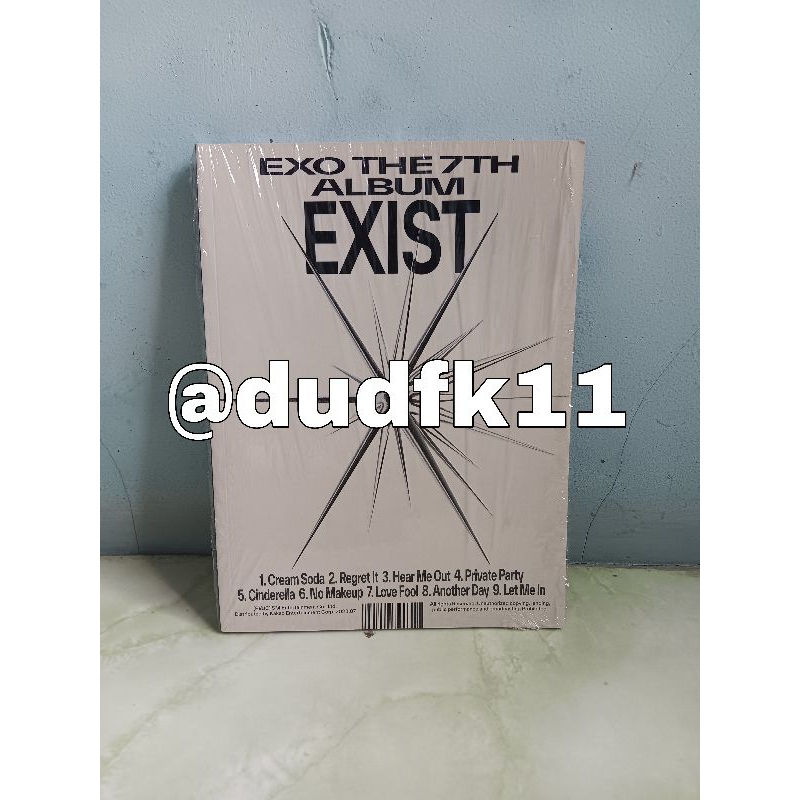 EXO THE 7TH
ALBUM
EXIST
@dudfk11
1. Cream Soda 2. Regret It 3. Hear Me Out 4. Private Party
5. Cinderella 6. No Makeup 7. Love Fool 8. Another Day 9. Let Me In